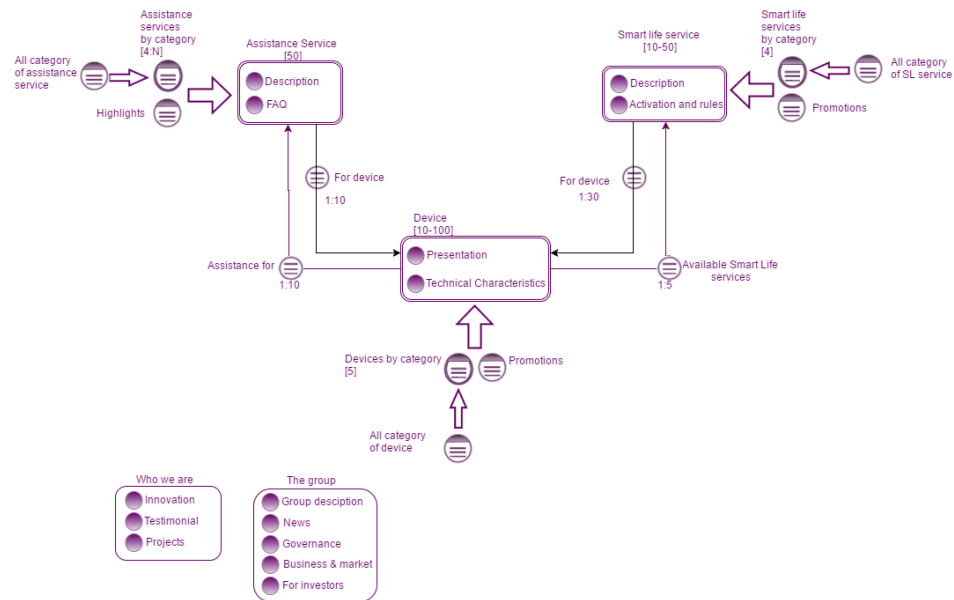 Assistance
services
by category
[4:N]
All category
of assistance
service
Highlights
Assistance Service
[50]
Description
FAQ
Smart life service
[10-50]
Description
Activation and rules
Smart life
services
by category
[4]
All category
of SL service
Promotions
For device
1:10
For device
1:30
Device
[10-100]
Presentation
Technical Characteristics
Assistance for
1:10
Available Smart Life
services
1:5
Devices by category
[5]
Promotions
All category
of device
Who we are
Innovation
Testimonial
Projects
The group
Group desciption
News
Governance
Business & market
For investors